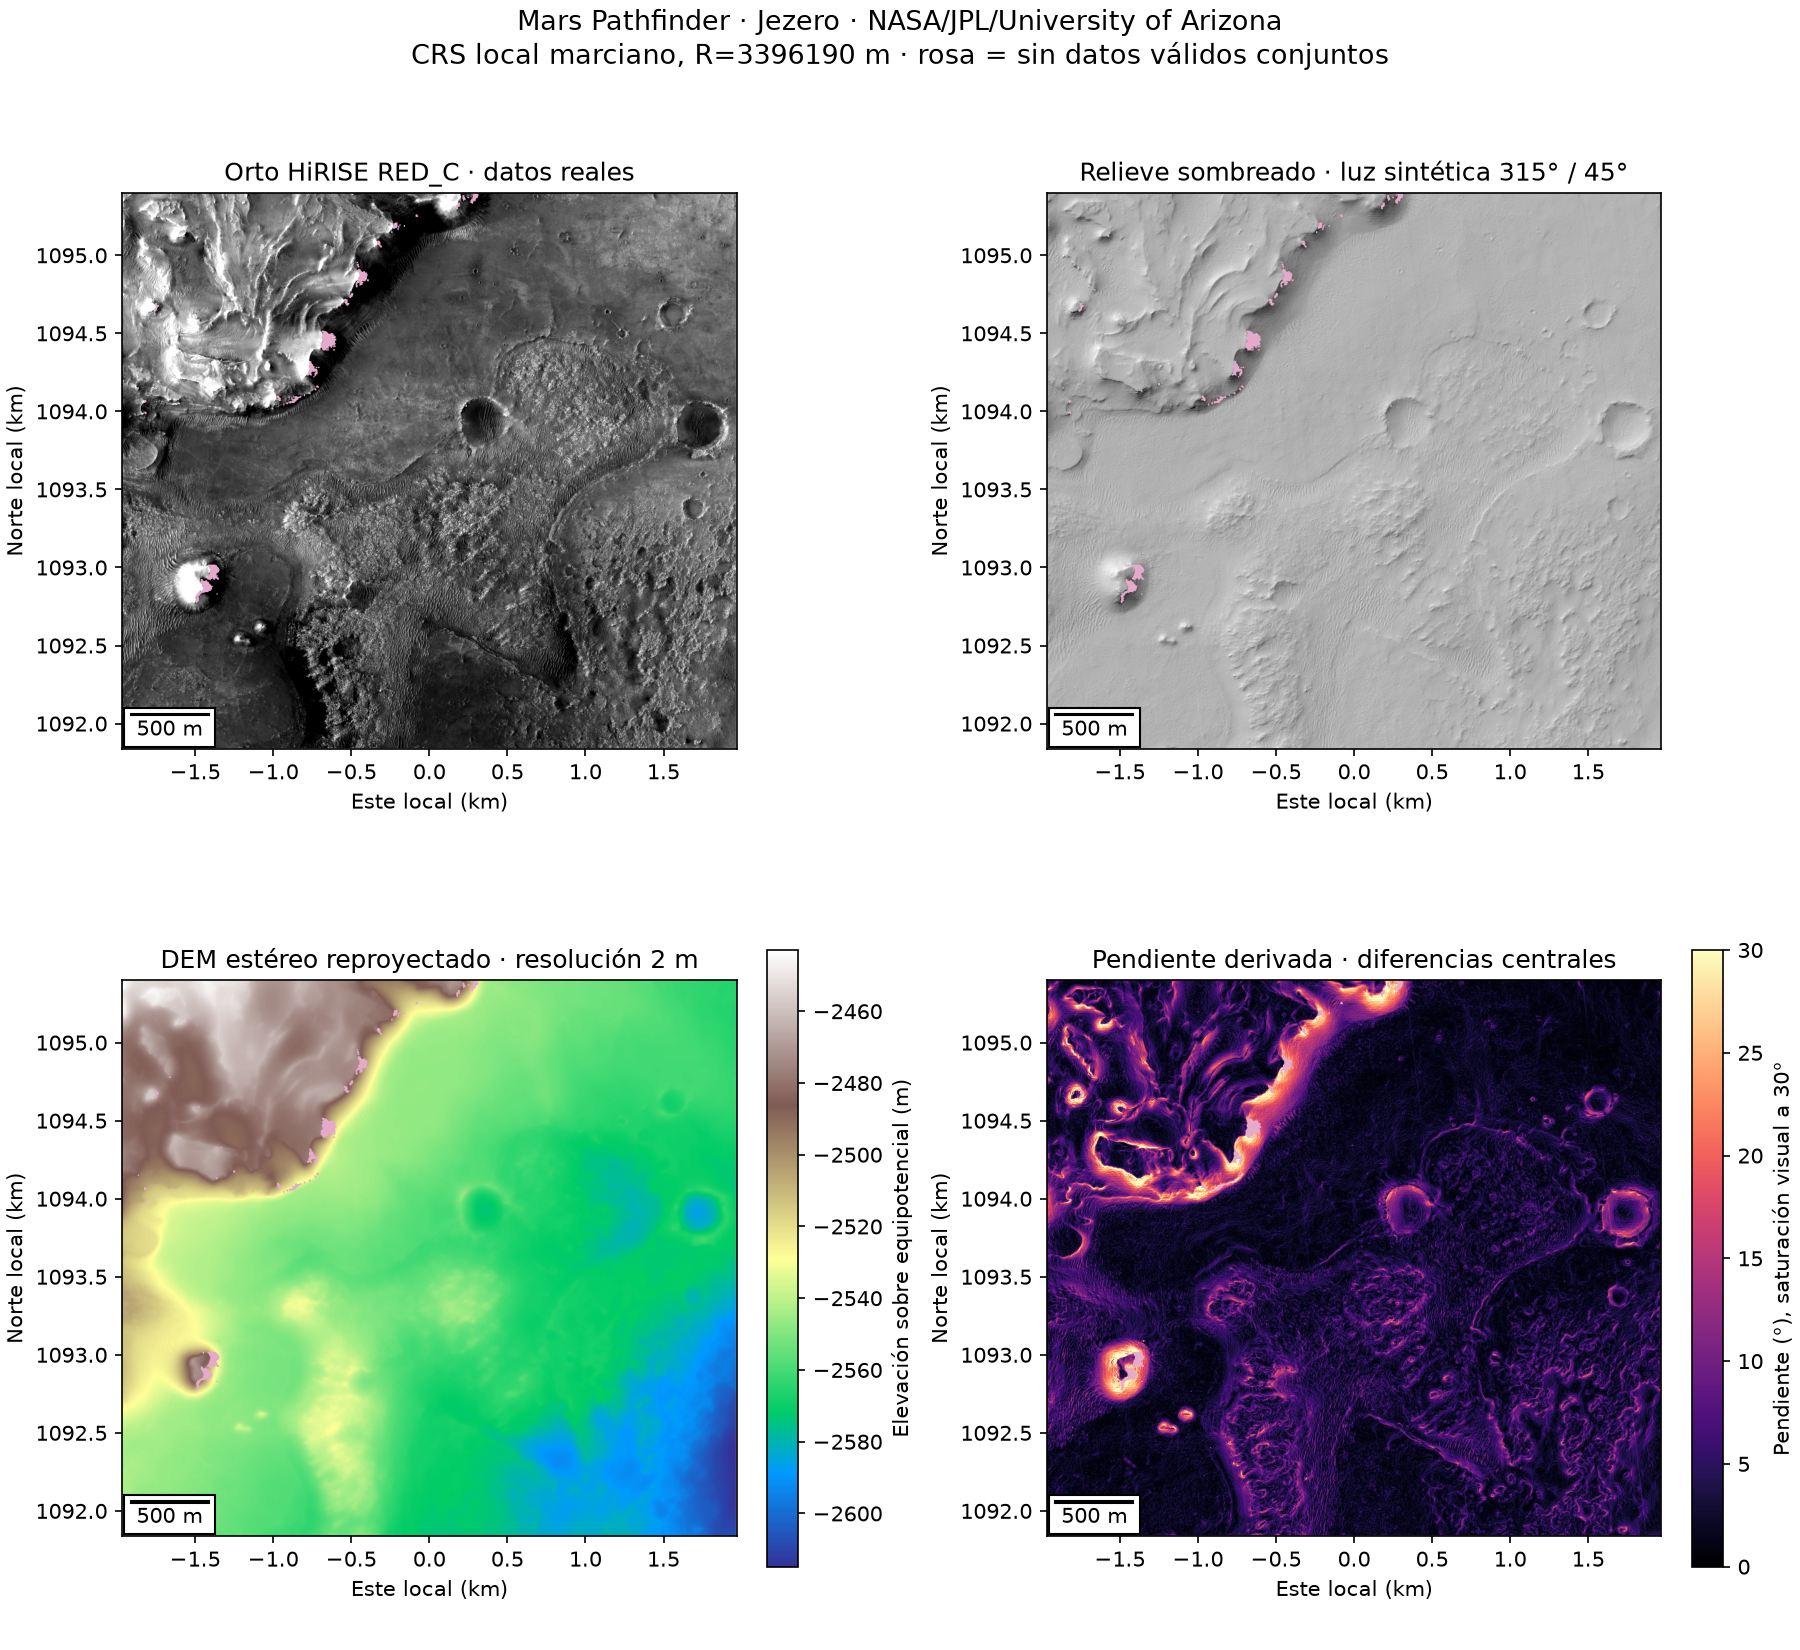 Mars Pathfinder · Jezero · NASA/JPL/University of Arizona
CRS local marciano, R=3396190 m · rosa = sin datos válidos conjuntos
Orto HiRISE RED_C · datos reales
1095.0
1094.5
1094.0
1093.5
1093.0
1092.5
1092.0
Norte local (km)
500 m
−1.5 −1.0 −0.5 0.0 0.5 1.0 1.5
Este local (km)
Relieve sombreado · luz sintética 315° / 45°
1095.0
1094.5
1094.0
1093.5
1093.0
1092.5
1092.0
Norte local (km)
500 m
−1.5 −1.0 −0.5 0.0 0.5 1.0 1.5
Este local (km)
DEM estéreo reproyectado · resolución 2 m
1095.0
1094.5
1094.0
1093.5
1093.0
1092.5
1092.0
Norte local (km)
500 m
−1.5 −1.0 −0.5 0.0 0.5 1.0 1.5
Este local (km)
−2460
−2480
−2500
−2520
−2540
−2560
−2580
−2600
Elevación sobre equipotencial (m)
Pendiente derivada · diferencias centrales
1095.0
1094.5
1094.0
1093.5
1093.0
1092.5
1092.0
Norte local (km)
500 m
−1.5 −1.0 −0.5 0.0 0.5 1.0 1.5
Este local (km)
30
25
20
15
10
5
0
Pendiente (°), saturación visual a 30°